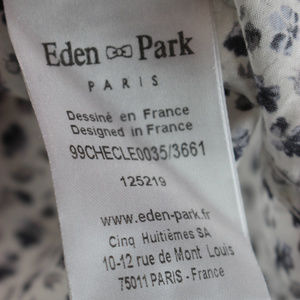 Eden Park
PARIS
Dessiné en France
Designed in France
99CHECLE0035/3661
125219
www.eden-park.fr
Cinq Huitièmes SA
10-12 rue de Mont Louis
75011 PARIS - France